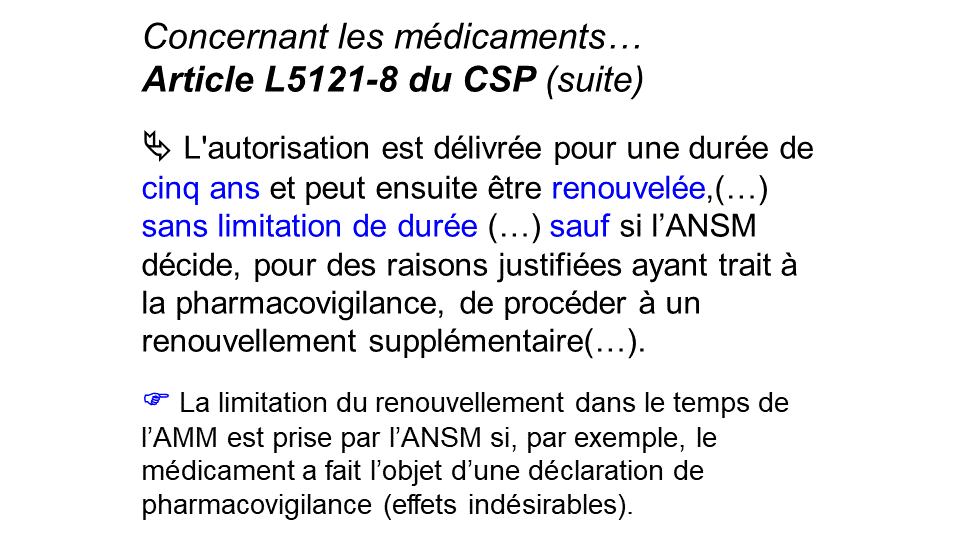 Concernant les médicaments…
Article L5121-8 du CSP (suite)
⮱ L'autorisation est délivrée pour une durée de
cinq ans et peut ensuite être renouvelée,(…)
sans limitation de durée (…) sauf si l’ANSM
décide, pour des raisons justifiées ayant trait à
la pharmacovigilance, de procéder à un
renouvellement supplémentaire(…).
☞ La limitation du renouvellement dans le temps de
l’AMM est prise par l’ANSM si, par exemple, le
médicament a fait l’objet d’une déclaration de
pharmacovigilance (effets indésirables).